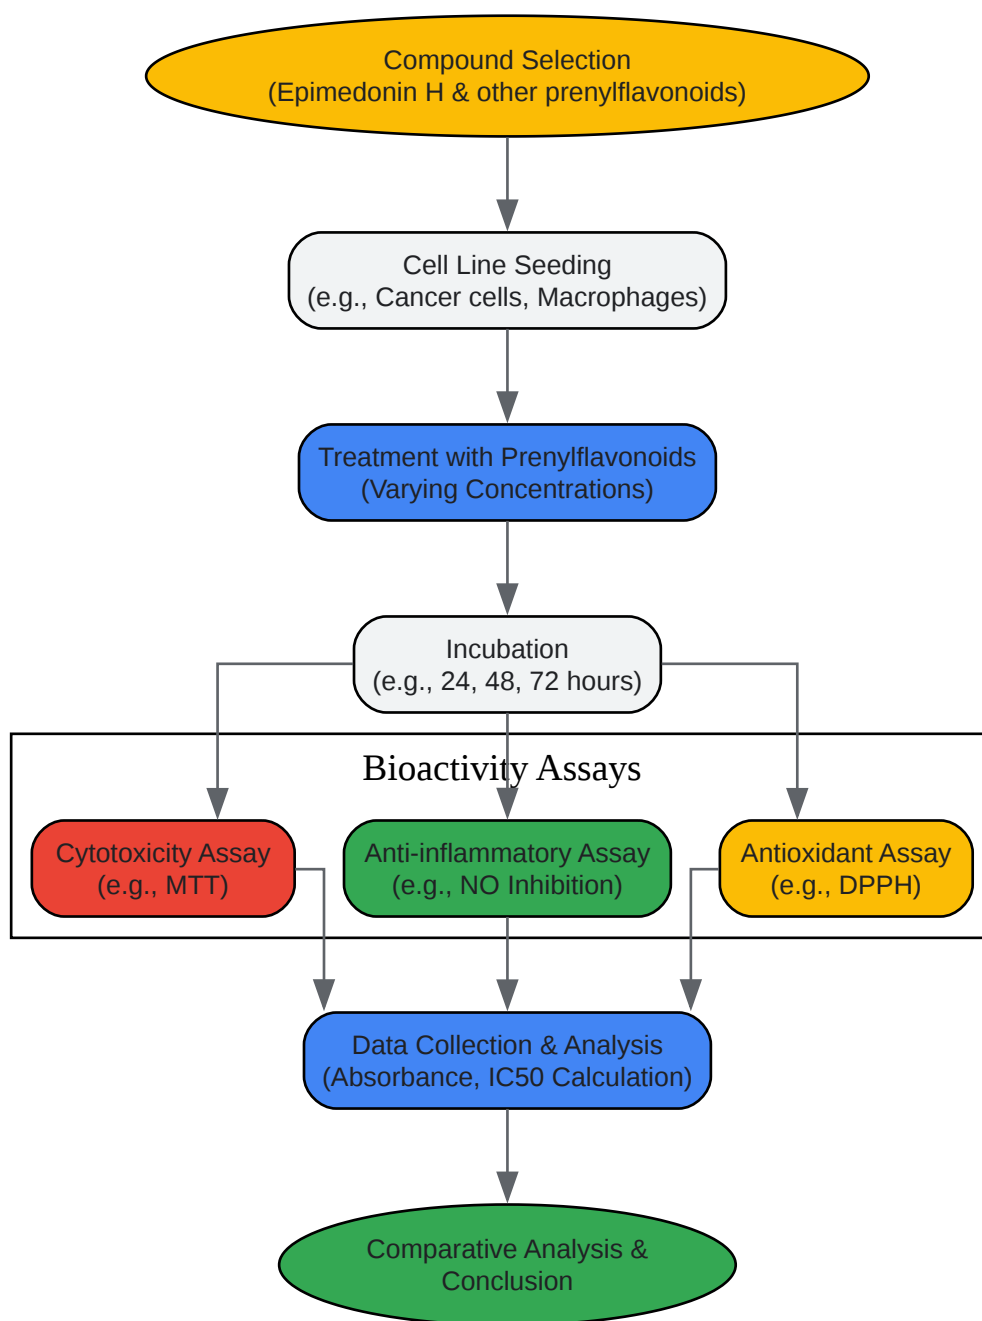 Compound Selection
(Epimedonin H & other prenylflavonoids)
Cell Line Seeding
(e.g., Cancer cells, Macrophages)
Treatment with Prenylflavonoids
(Varying Concentrations)
Incubation
(e.g., 24, 48, 72 hours)
Bioactivity Assays
Cytotoxicity Assay
(e.g., MTT)
Anti-inflammatory Assay
(e.g., NO Inhibition)
Antioxidant Assay
(e.g., DPPH)
Data Collection & Analysis
(Absorbance, IC50 Calculation)
Comparative Analysis &
Conclusion